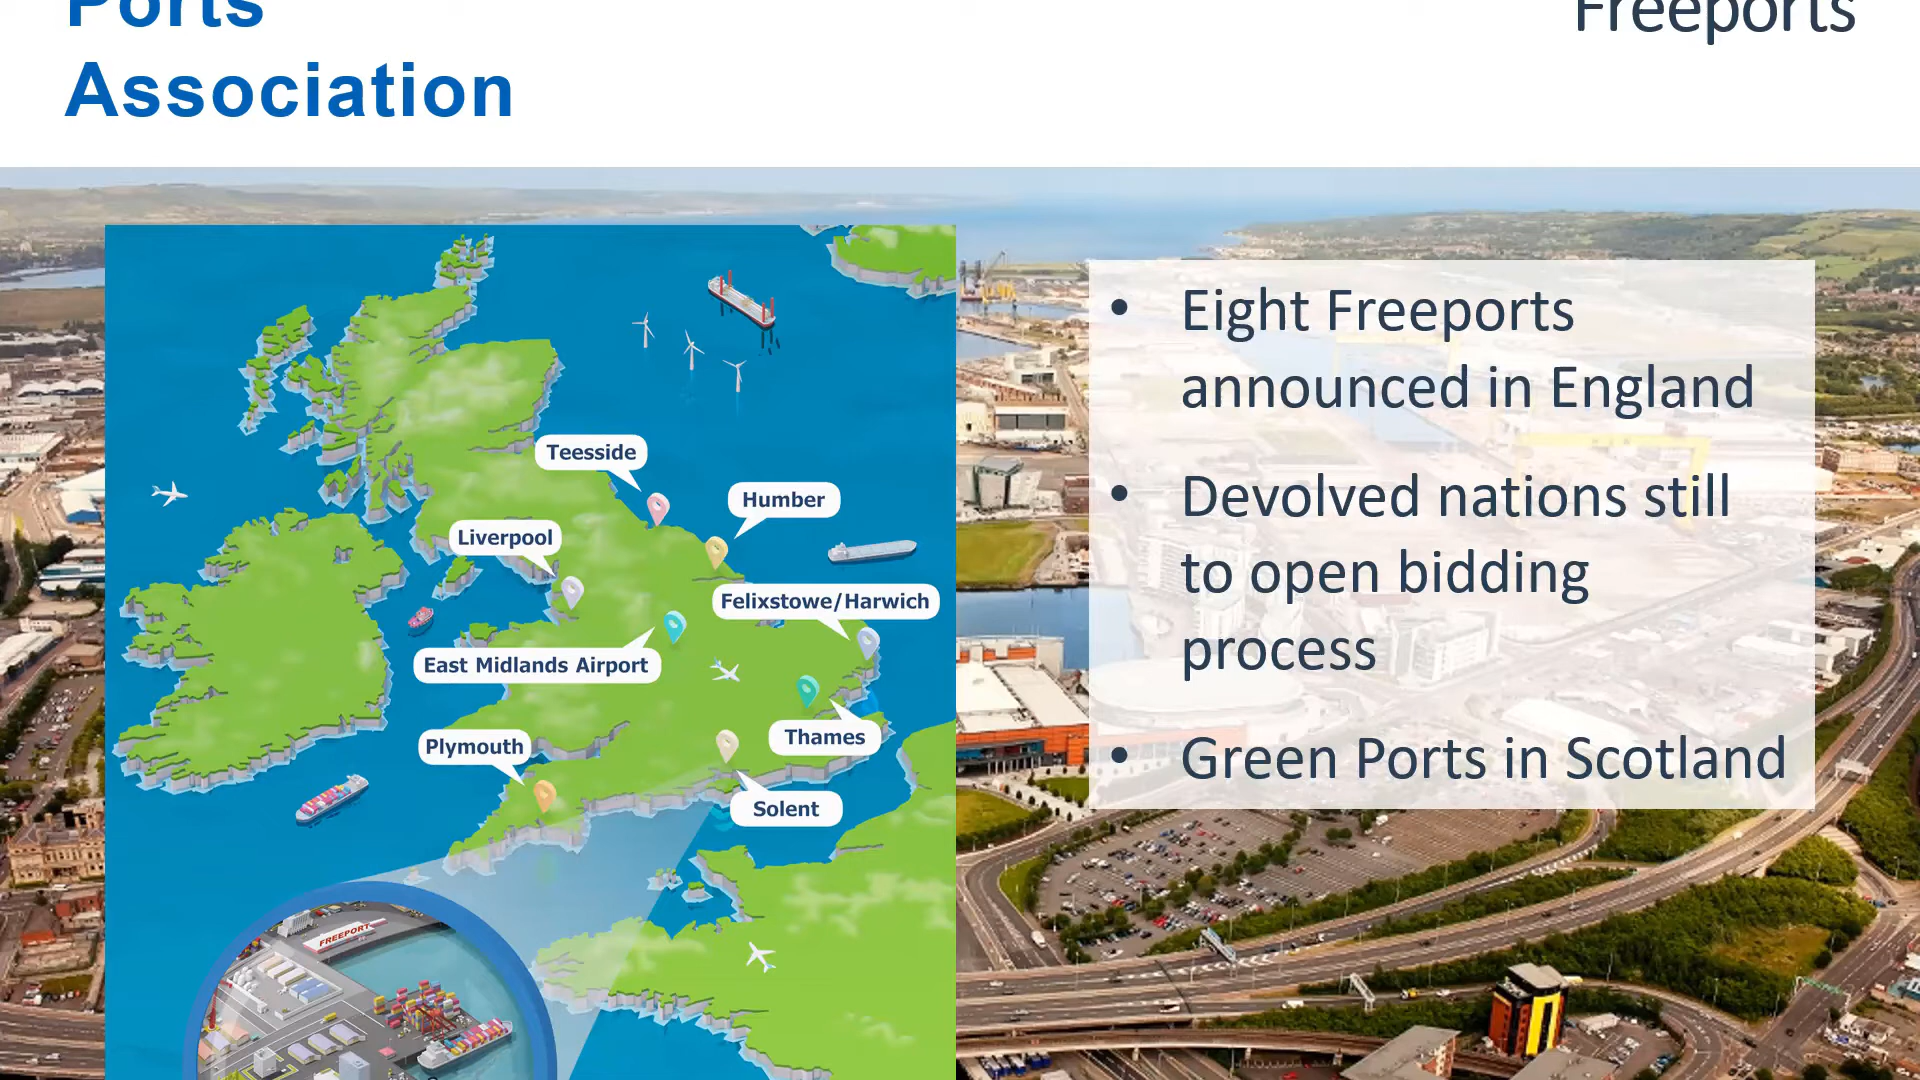 Ports
Association
Freeports
Teesside
Humber
Liverpool
Felixstowe/Harwich
East Midlands Airport
Plymouth
Thames
Solent
FREEPORT
• Eight Freeports
announced in England
• Devolved nations still
to open bidding
process
• Green Ports in Scotland